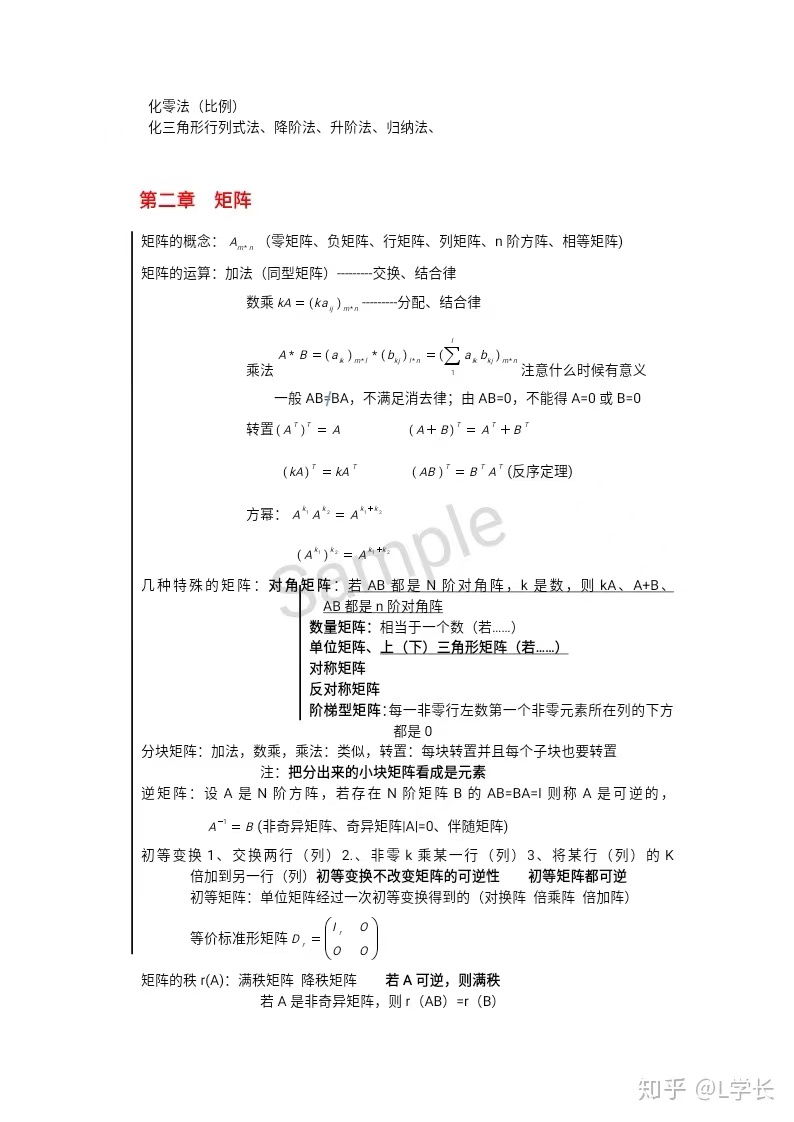 化零法（比例）
化三角形行列式法、降阶法、升阶法、归纳法、
第二章 矩阵
矩阵的概念： A_{m*n} （零矩阵、负矩阵、行矩阵、列矩阵、n 阶方阵、相等矩阵)
矩阵的运算：加法（同型矩阵）---------交换、结合律
数乘 kA = (ka_{ij})_{m*n} ---------分配、结合律
乘法 A * B = (a_{ik})_{m*l} * (b_{kj})_{l*n} = (∑_{1}^{l} a_{ik} b_{kj})_{m*n} 注意什么时候有意义
一般 AB≠BA，不满足消去律；由 AB=0，不能得 A=0 或 B=0
转置 (A^T)^T = A (A+B)^T = A^T + B^T
(kA)^T = kA^T (AB)^T = B^T A^T (反序定理)
方幂： A^{k_1} A^{k_2} = A^{k_1+k_2}
(A^{k_1})^{k_2} = A^{k_1+k_2}
Sample
几种特殊的矩阵：对角矩阵：若 AB 都是 N 阶对角阵，k 是数，则 kA、A+B、
AB 都是 n 阶对角阵
数量矩阵：相当于一个数（若……）
单位矩阵、上（下）三角形矩阵（若……）
对称矩阵
反对称矩阵
阶梯型矩阵：每一非零行左数第一个非零元素所在列的下方
都是 0
分块矩阵：加法，数乘，乘法：类似，转置：每块转置并且每个子块也要转置
注：把分出来的小块矩阵看成是元素
逆矩阵：设 A 是 N 阶方阵，若存在 N 阶矩阵 B 的 AB=BA=I 则称 A 是可逆的，
A^{-1} = B (非奇异矩阵、奇异矩阵|A|=0、伴随矩阵)
初等变换 1、交换两行（列）2.、非零 k 乘某一行（列）3、将某行（列）的 K
倍加到另一行（列）初等变换不改变矩阵的可逆性 初等矩阵都可逆
初等矩阵：单位矩阵经过一次初等变换得到的（对换阵 倍乘阵 倍加阵）
等价标准形矩阵 D_r = (I_r O
O O)
矩阵的秩 r(A)：满秩矩阵 降秩矩阵 若 A 可逆，则满秩
若 A 是非奇异矩阵，则 r（AB）=r（B）
知乎 @L学长